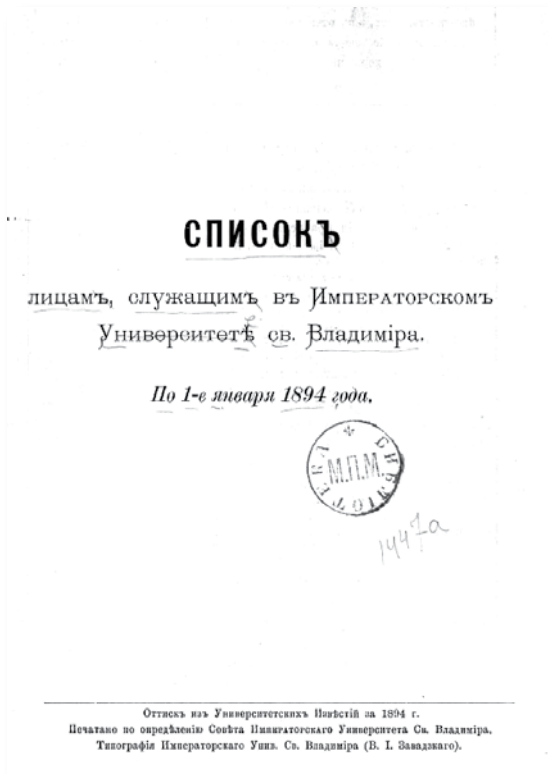 СПИСОКЪ
лицамъ, служащимъ въ Императорскомъ
Университетѣ св. Владиміра.
По 1-е января 1894 года.
БИБЛІОТЕКА
М.П.М.
1447а
Оттискъ изъ Университетскихъ Извѣстій за 1894 г.
Печатано по опредѣленію Совѣта Императорскаго Университета Св. Владиміра.
Типографія Императорскаго Унив. Св. Владиміра (В. І. Завадзкаго).